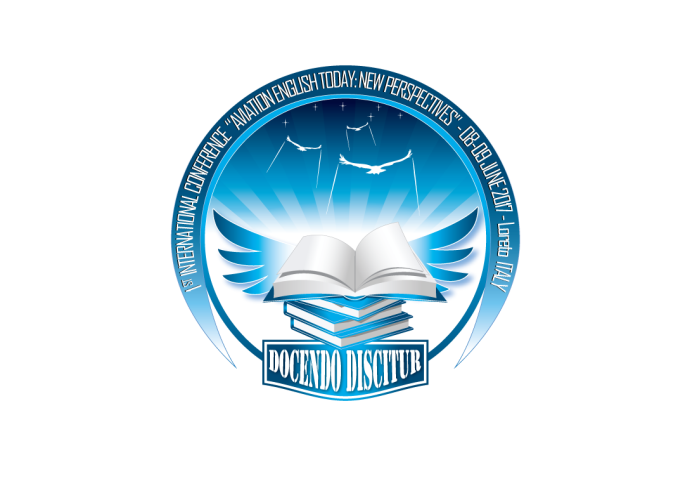 1st INTERNATIONAL CONFERENCE "AVIATION ENGLISH TODAY: NEW PERSPECTIVES" - 08-09 JUNE 2017 - Loreto ITALY
DOCENDO DISCITUR